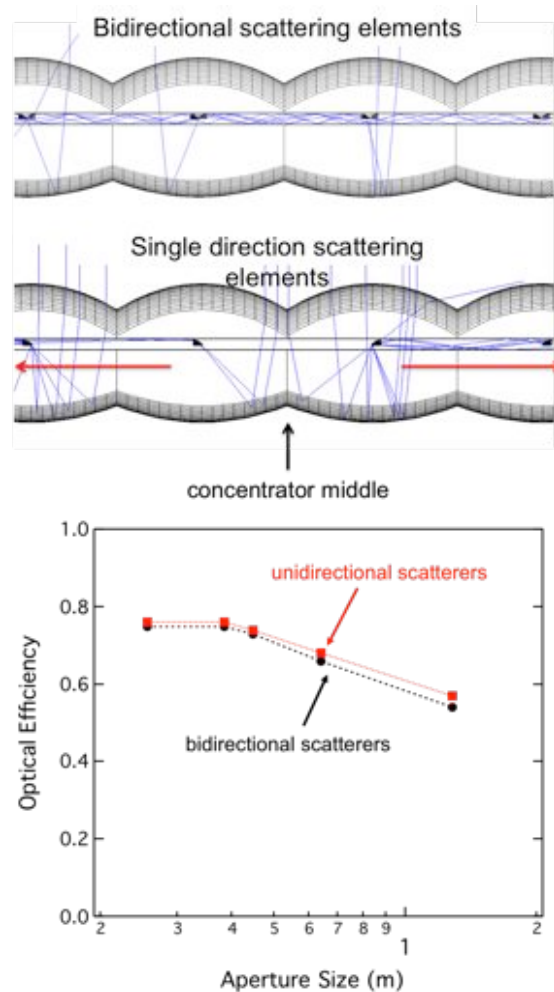 Bidirectional scattering elements
Single direction scattering
elements
concentrator middle
1.0
0.8
0.6
0.4
0.2
0.0
Optical Efficiency
unidirectional scatterers
bidirectional scatterers
2 3 4 5 6 7 8 9 1 2
Aperture Size (m)